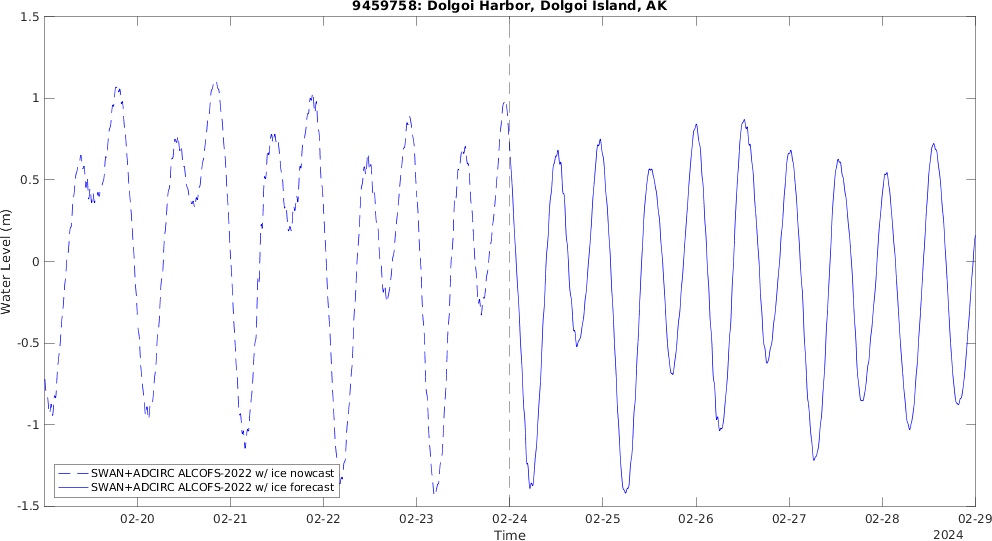 9459758: Dolgoi Harbor, Dolgoi Island, AK
1.5
1
0.5
0
-0.5
-1
-1.5
Water Level (m)
SWAN+ADCIRC ALCOFS-2022 w/ ice nowcast
SWAN+ADCIRC ALCOFS-2022 w/ ice forecast
02-20 02-21 02-22 02-23 02-24 02-25 02-26 02-27 02-28 02-29
Time
2024